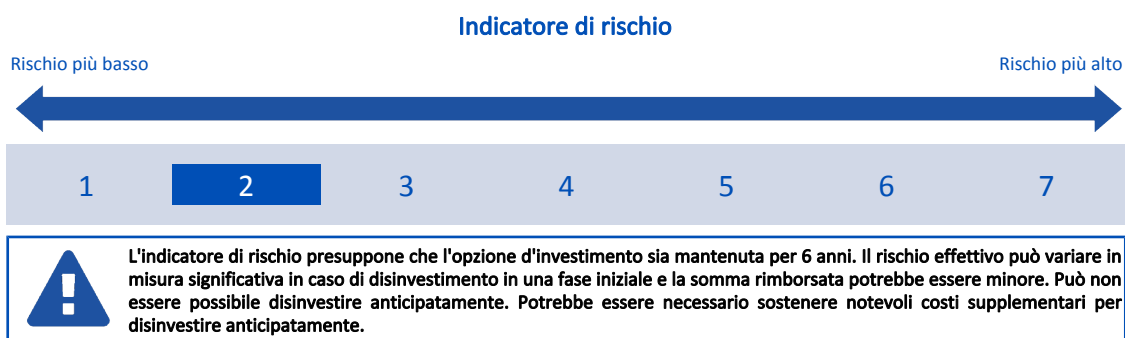 Indicatore di rischio
Rischio più basso
Rischio più alto
1 2 3 4 5 6 7
L'indicatore di rischio presuppone che l'opzione d'investimento sia mantenuta per 6 anni. Il rischio effettivo può variare in
misura significativa in caso di disinvestimento in una fase iniziale e la somma rimborsata potrebbe essere minore. Può non
essere possibile disinvestire anticipatamente. Potrebbe essere necessario sostenere notevoli costi supplementari per
disinvestire anticipatamente.